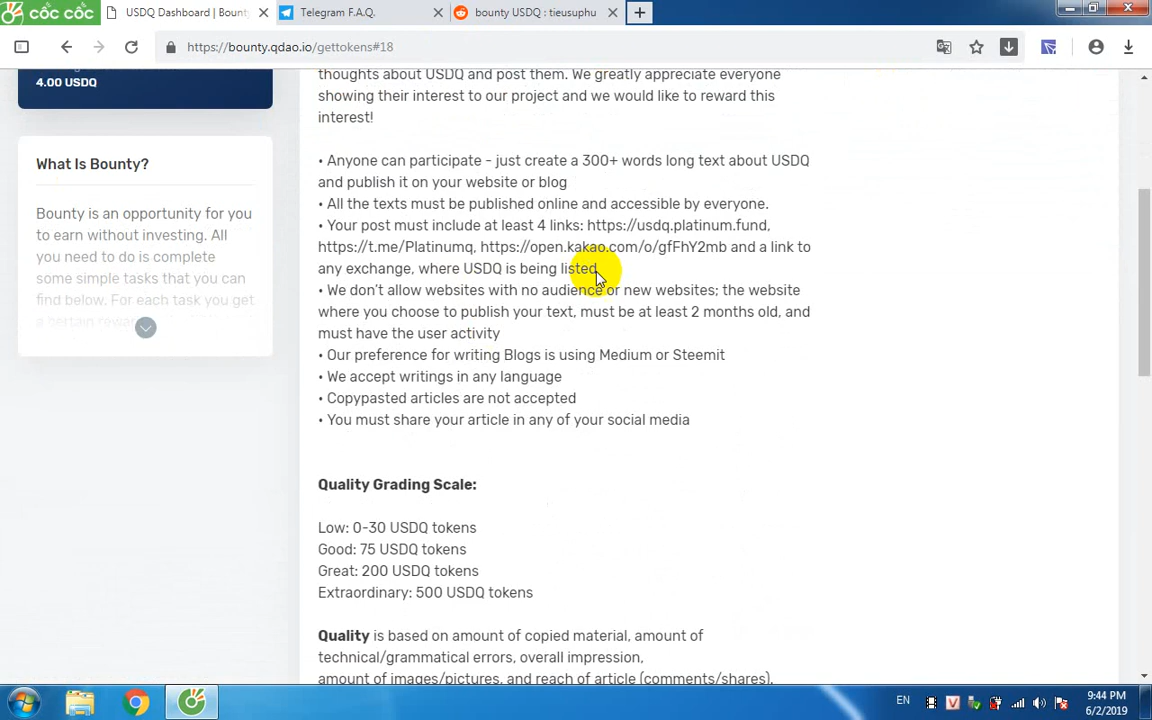 CỐC CỐC
USDQ Dashboard | Bounty
Telegram F.A.Q.
bounty USDQ : tieusuphu
https://bounty.qdao.io/gettokens#18
4.00 USDQ
What Is Bounty?
Bounty is an opportunity for you
to earn without investing. All
you need to do is complete
some simple tasks that you can
find below. For each task you get
thoughts about USDQ and post them. We greatly appreciate everyone
showing their interest to our project and we would like to reward this
interest!
• Anyone can participate - just create a 300+ words long text about USDQ
and publish it on your website or blog
• All the texts must be published online and accessible by everyone.
• Your post must include at least 4 links: https://usdq.platinum.fund,
https://t.me/Platinumq, https://open.kakao.com/o/gfFhY2mb and a link to
any exchange, where USDQ is being listed
• We don't allow websites with no audience or new websites; the website
where you choose to publish your text, must be at least 2 months old, and
must have the user activity
• Our preference for writing Blogs is using Medium or Steemit
• We accept writings in any language
• Copypasted articles are not accepted
• You must share your article in any of your social media
Quality Grading Scale:
Low: 0-30 USDQ tokens
Good: 75 USDQ tokens
Great: 200 USDQ tokens
Extraordinary: 500 USDQ tokens
Quality is based on amount of copied material, amount of
technical/grammatical errors, overall impression,
amount of images/pictures, and reach of article (comments/shares).
EN
9:44 PM
6/2/2019